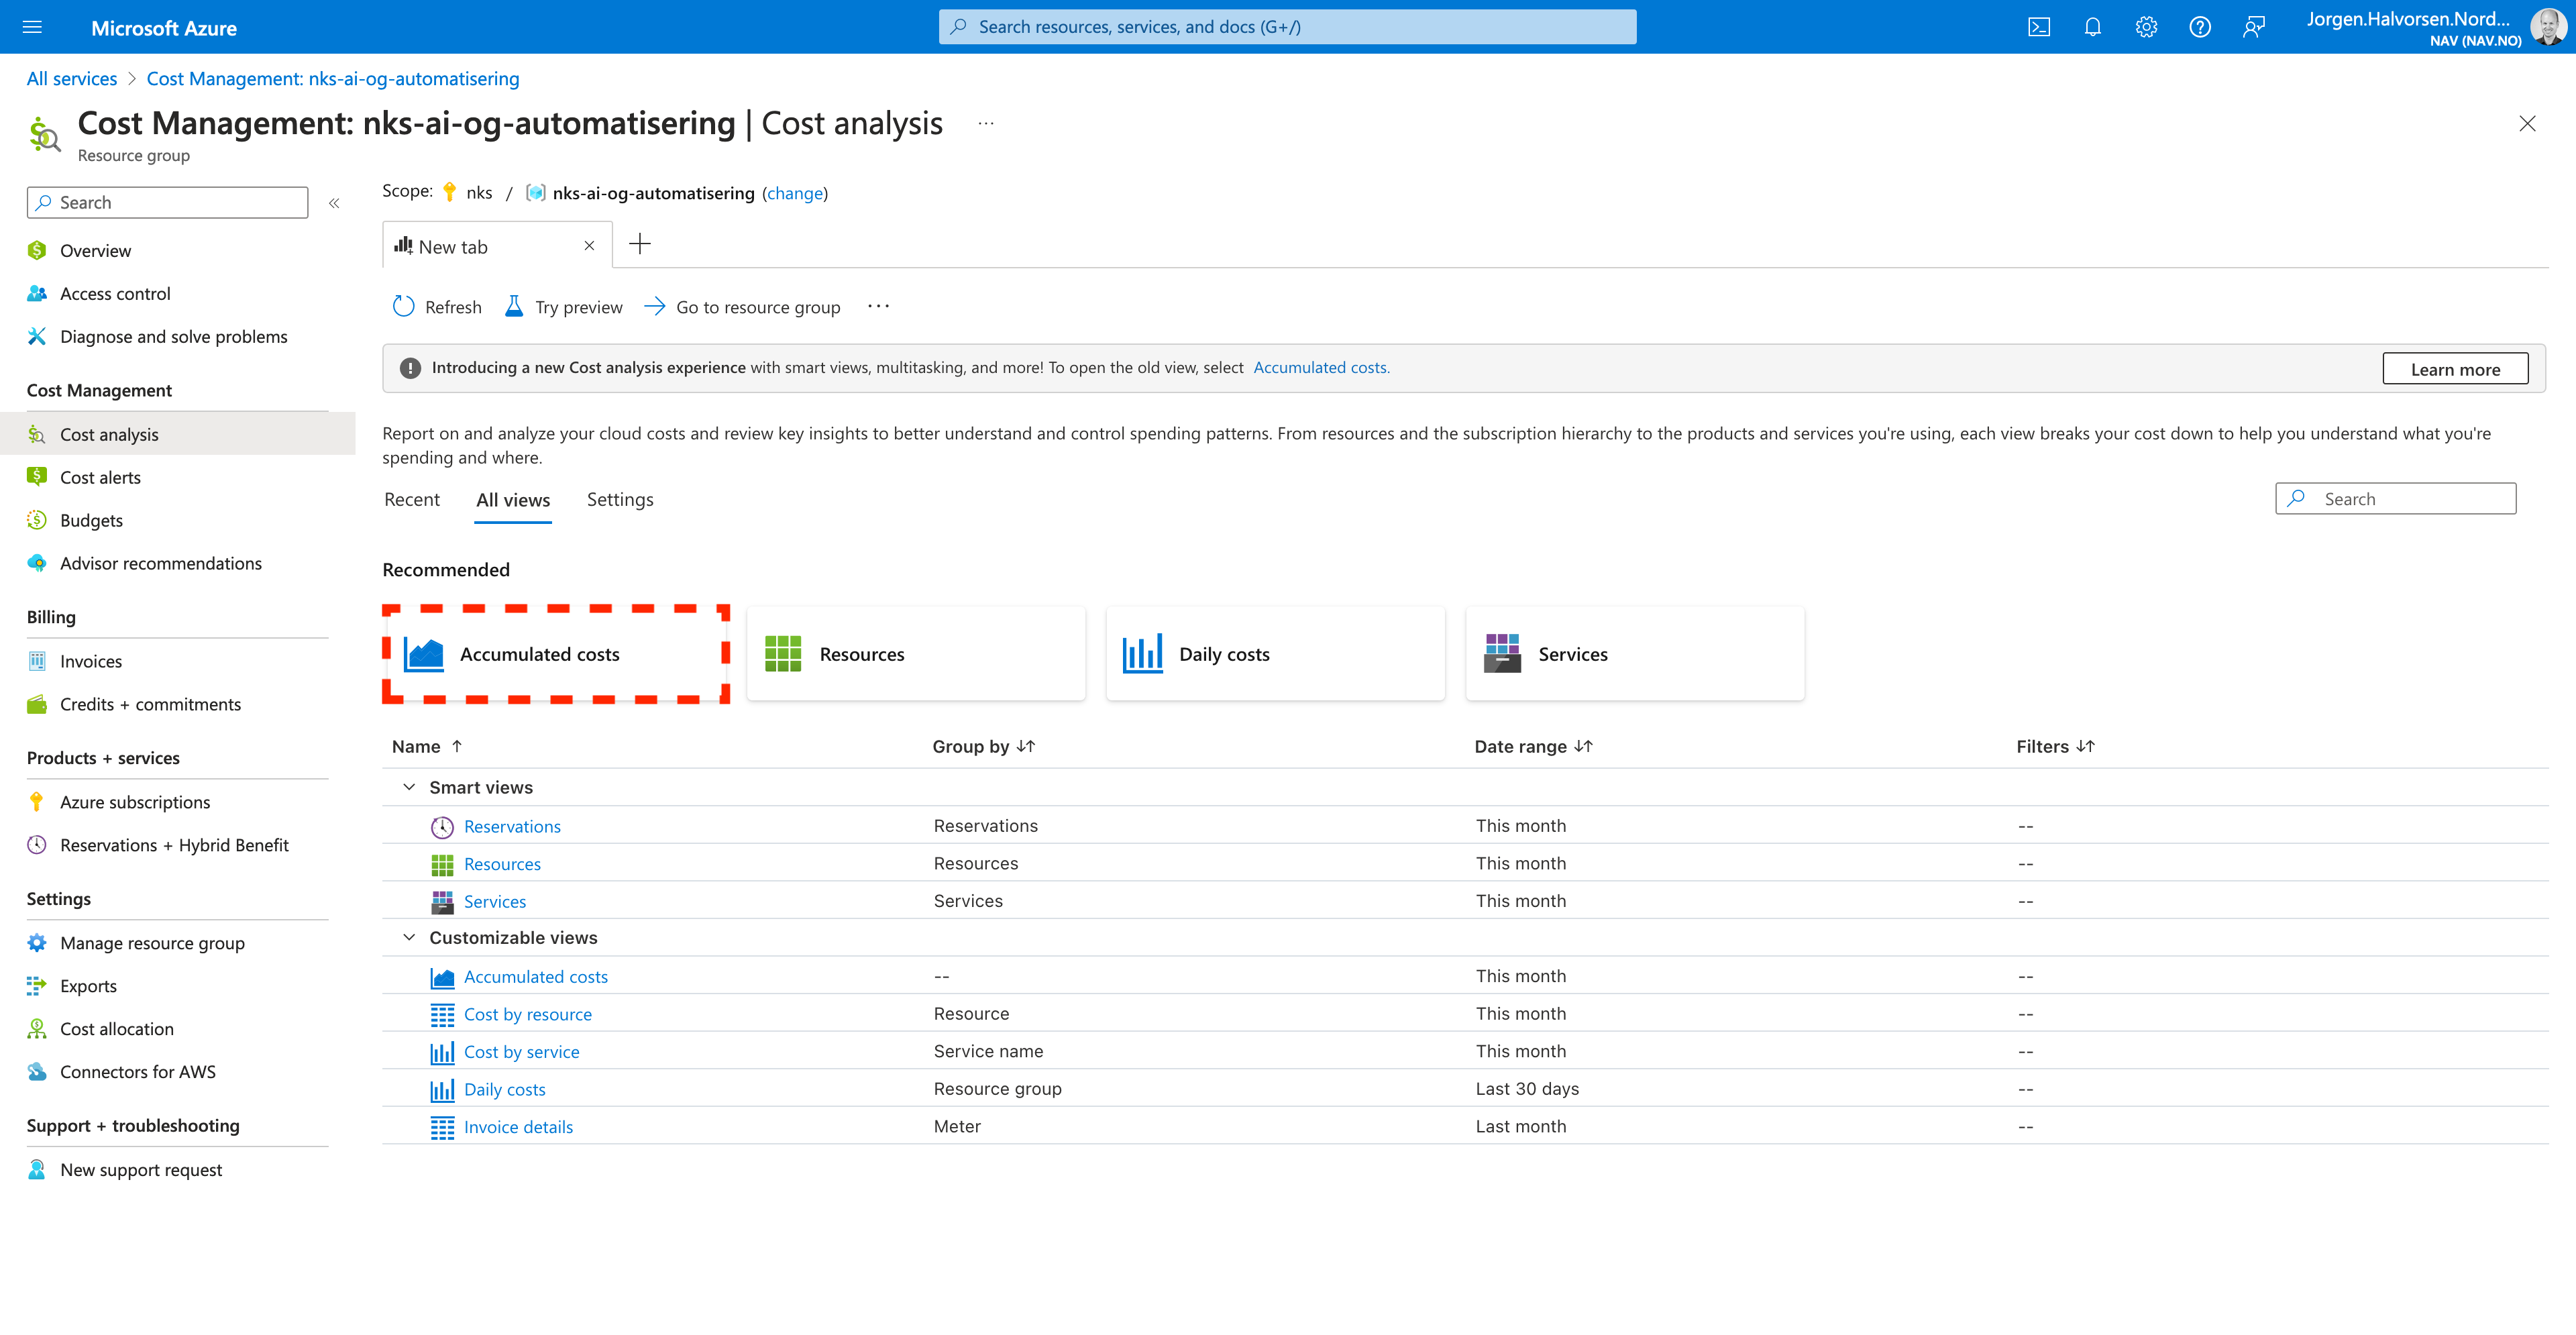 Microsoft Azure
Search resources, services, and docs (G+/)
Jorgen.Halvorsen.Nord...
NAV (NAV.NO)
All services > Cost Management: nks-ai-og-automatisering
Cost Management: nks-ai-og-automatisering | Cost analysis ...
Resource group
Search
«
Overview
Access control
Diagnose and solve problems
Cost Management
Cost analysis
Cost alerts
Budgets
Advisor recommendations
Billing
Invoices
Credits + commitments
Products + services
Azure subscriptions
Reservations + Hybrid Benefit
Settings
Manage resource group
Exports
Cost allocation
Connectors for AWS
Support + troubleshooting
New support request
Scope: nks / nks-ai-og-automatisering (change)
New tab
Refresh Try preview Go to resource group ...
Introducing a new Cost analysis experience with smart views, multitasking, and more! To open the old view, select Accumulated costs.
Learn more
Report on and analyze your cloud costs and review key insights to better understand and control spending patterns. From resources and the subscription hierarchy to the products and services you're using, each view breaks your cost down to help you understand what you're
spending and where.
Recent All views Settings
Search
Recommended
Accumulated costs Resources Daily costs Services
Name ↑ Group by ↓↑ Date range ↓↑ Filters ↓↑
Smart views
Reservations Reservations This month --
Resources Resources This month --
Services Services This month --
Customizable views
Accumulated costs -- This month --
Cost by resource Resource This month --
Cost by service Service name This month --
Daily costs Resource group Last 30 days --
Invoice details Meter Last month --